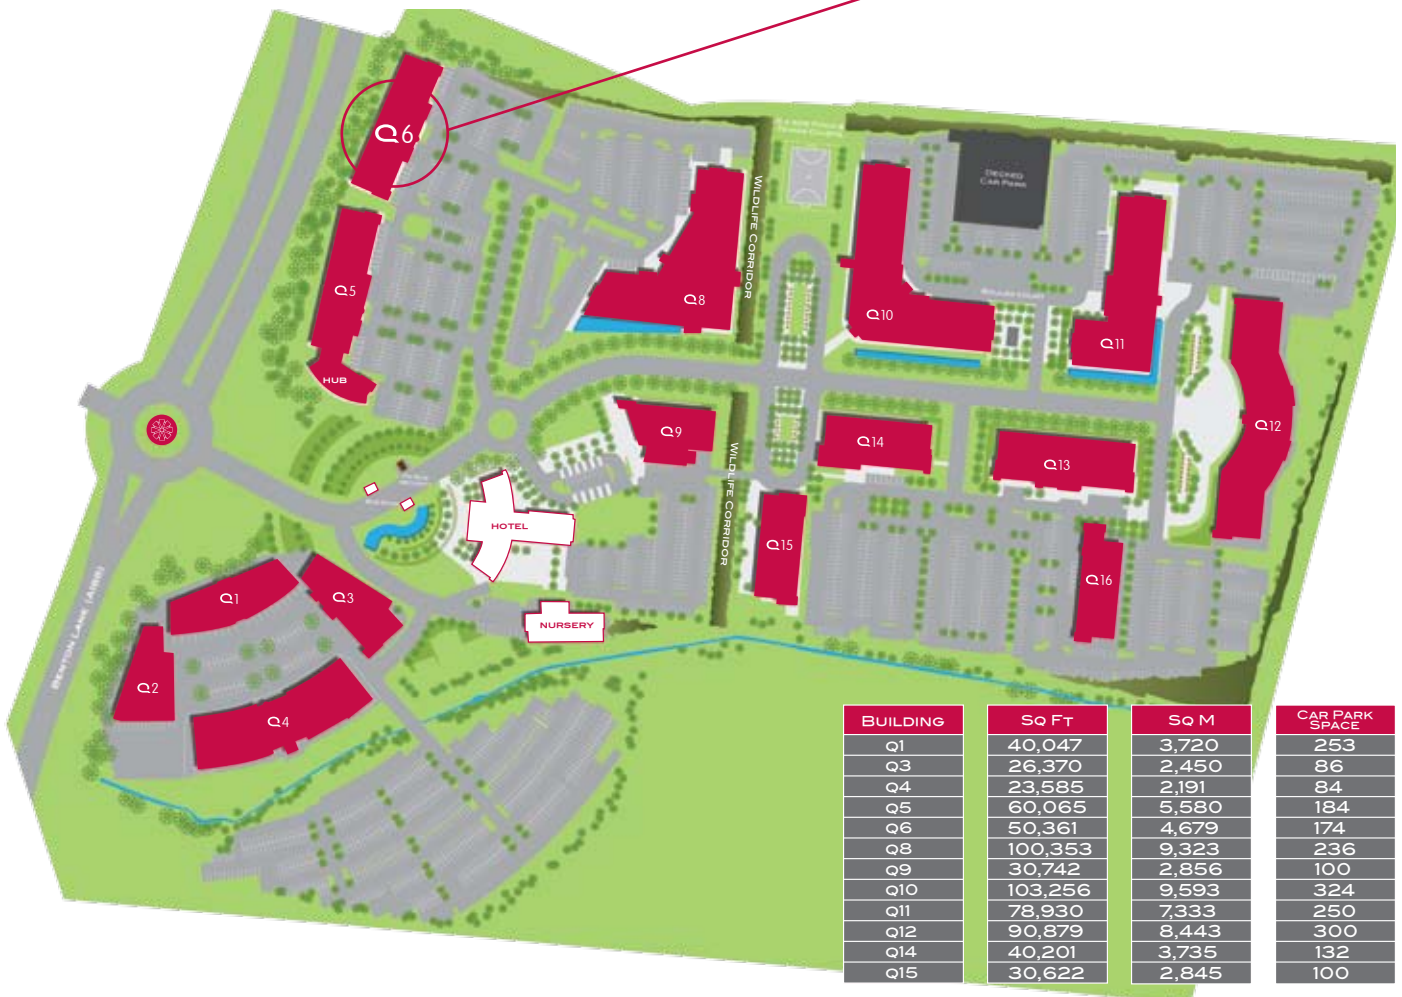 Q6
Q5
HUB
Q8
WILDLIFE CORRIDOR
DECKED
CAR PARK
Q10
Q11
Q12
Q9
Q14
Q13
WILDLIFE CORRIDOR
HOTEL
Q15
Q16
NURSERY
Q1
Q3
Q2
Q4
BENTON LANE (A188)
BUILDING SQ FT SQ M CAR PARK
SPACE
Q1 40,047 3,720 253
Q3 26,370 2,450 86
Q4 23,585 2,191 84
Q5 60,065 5,580 184
Q6 50,361 4,679 174
Q8 100,353 9,323 236
Q9 30,742 2,856 100
Q10 103,256 9,593 324
Q11 78,930 7,333 250
Q12 90,879 8,443 300
Q14 40,201 3,735 132
Q15 30,622 2,845 100